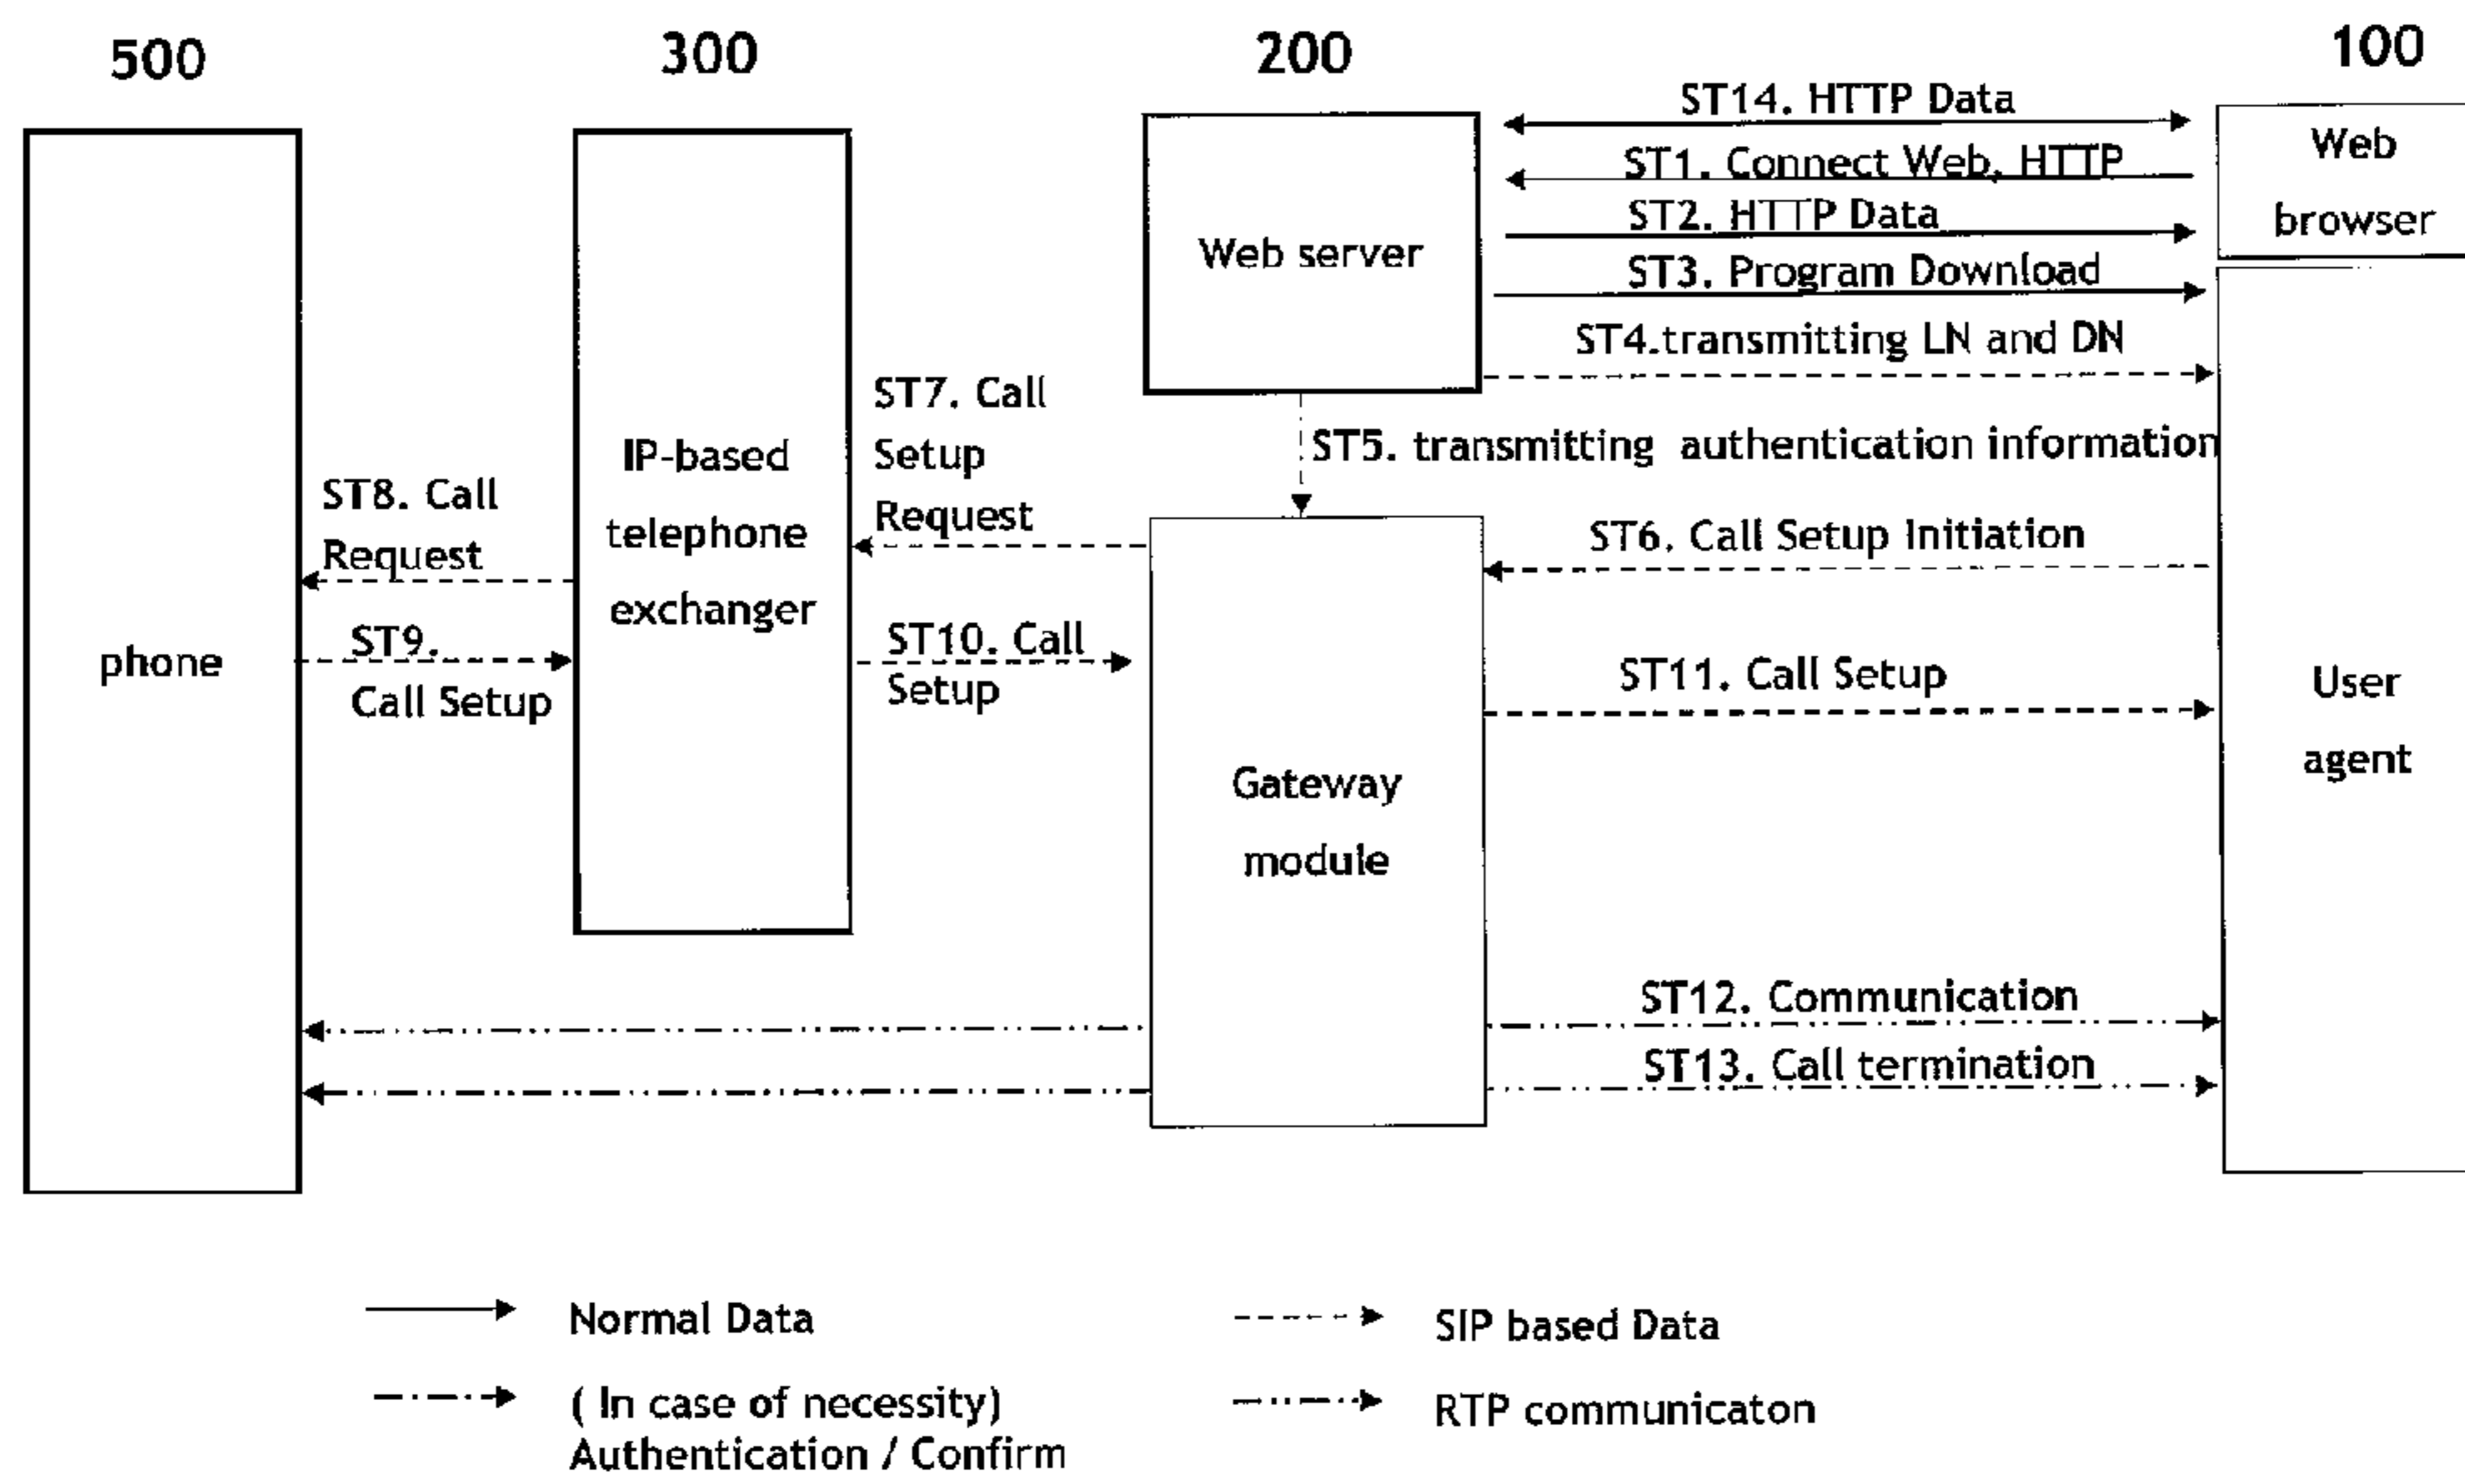 500
300
200
100
ST14. HTTP Data
ST1. Connect Web, HTTP
ST2. HTTP Data
ST3. Program Download
ST4.transmitting LN and DN
ST5. transmitting authentication information
ST6. Call Setup Initiation
ST7. Call
Setup
Request
ST8. Call
Request
ST9.
Call Setup
ST10. Call
Setup
ST11. Call Setup
ST12. Communication
ST13. Call termination
phone
IP-based
telephone
exchanger
Web server
Gateway
module
Web
browser
User
agent
Normal Data
SIP based Data
( In case of necessity)
Authentication / Confirm
RTP communicaton